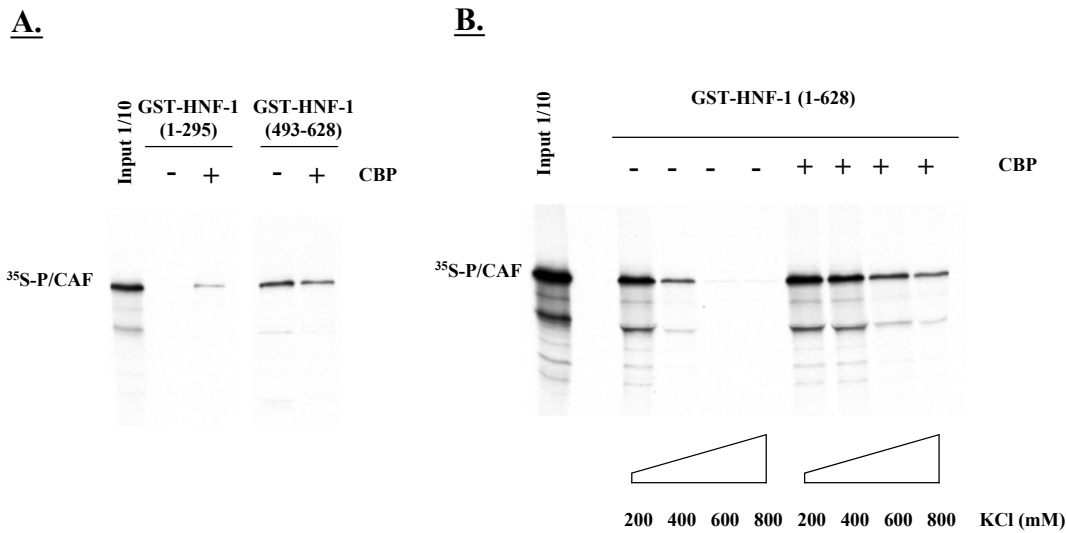 A.
Input 1/10
GST-HNF-1
(1-295)
GST-HNF-1
(493-628)
- + - + CBP
³⁵S-P/CAF
B.
Input 1/10
GST-HNF-1 (1-628)
- - - - + + + + CBP
³⁵S-P/CAF
200 400 600 800 200 400 600 800 KCl (mM)